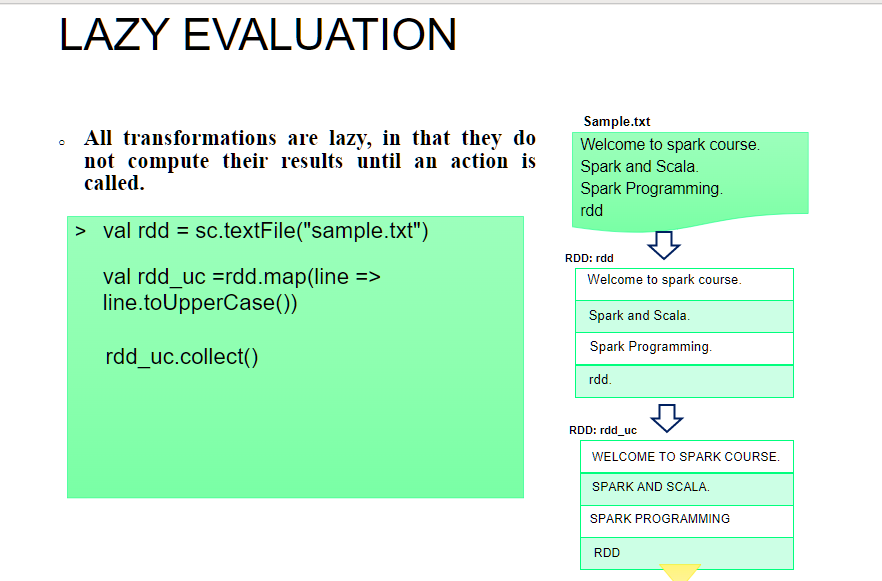 LAZY EVALUATION
◦ All transformations are lazy, in that they do
not compute their results until an action is
called.
> val rdd = sc.textFile("sample.txt")
val rdd_uc =rdd.map(line =>
line.toUpperCase())
rdd_uc.collect()
Sample.txt
Welcome to spark course.
Spark and Scala.
Spark Programming.
rdd
RDD: rdd
Welcome to spark course.
Spark and Scala.
Spark Programming.
rdd.
RDD: rdd_uc
WELCOME TO SPARK COURSE.
SPARK AND SCALA.
SPARK PROGRAMMING
RDD